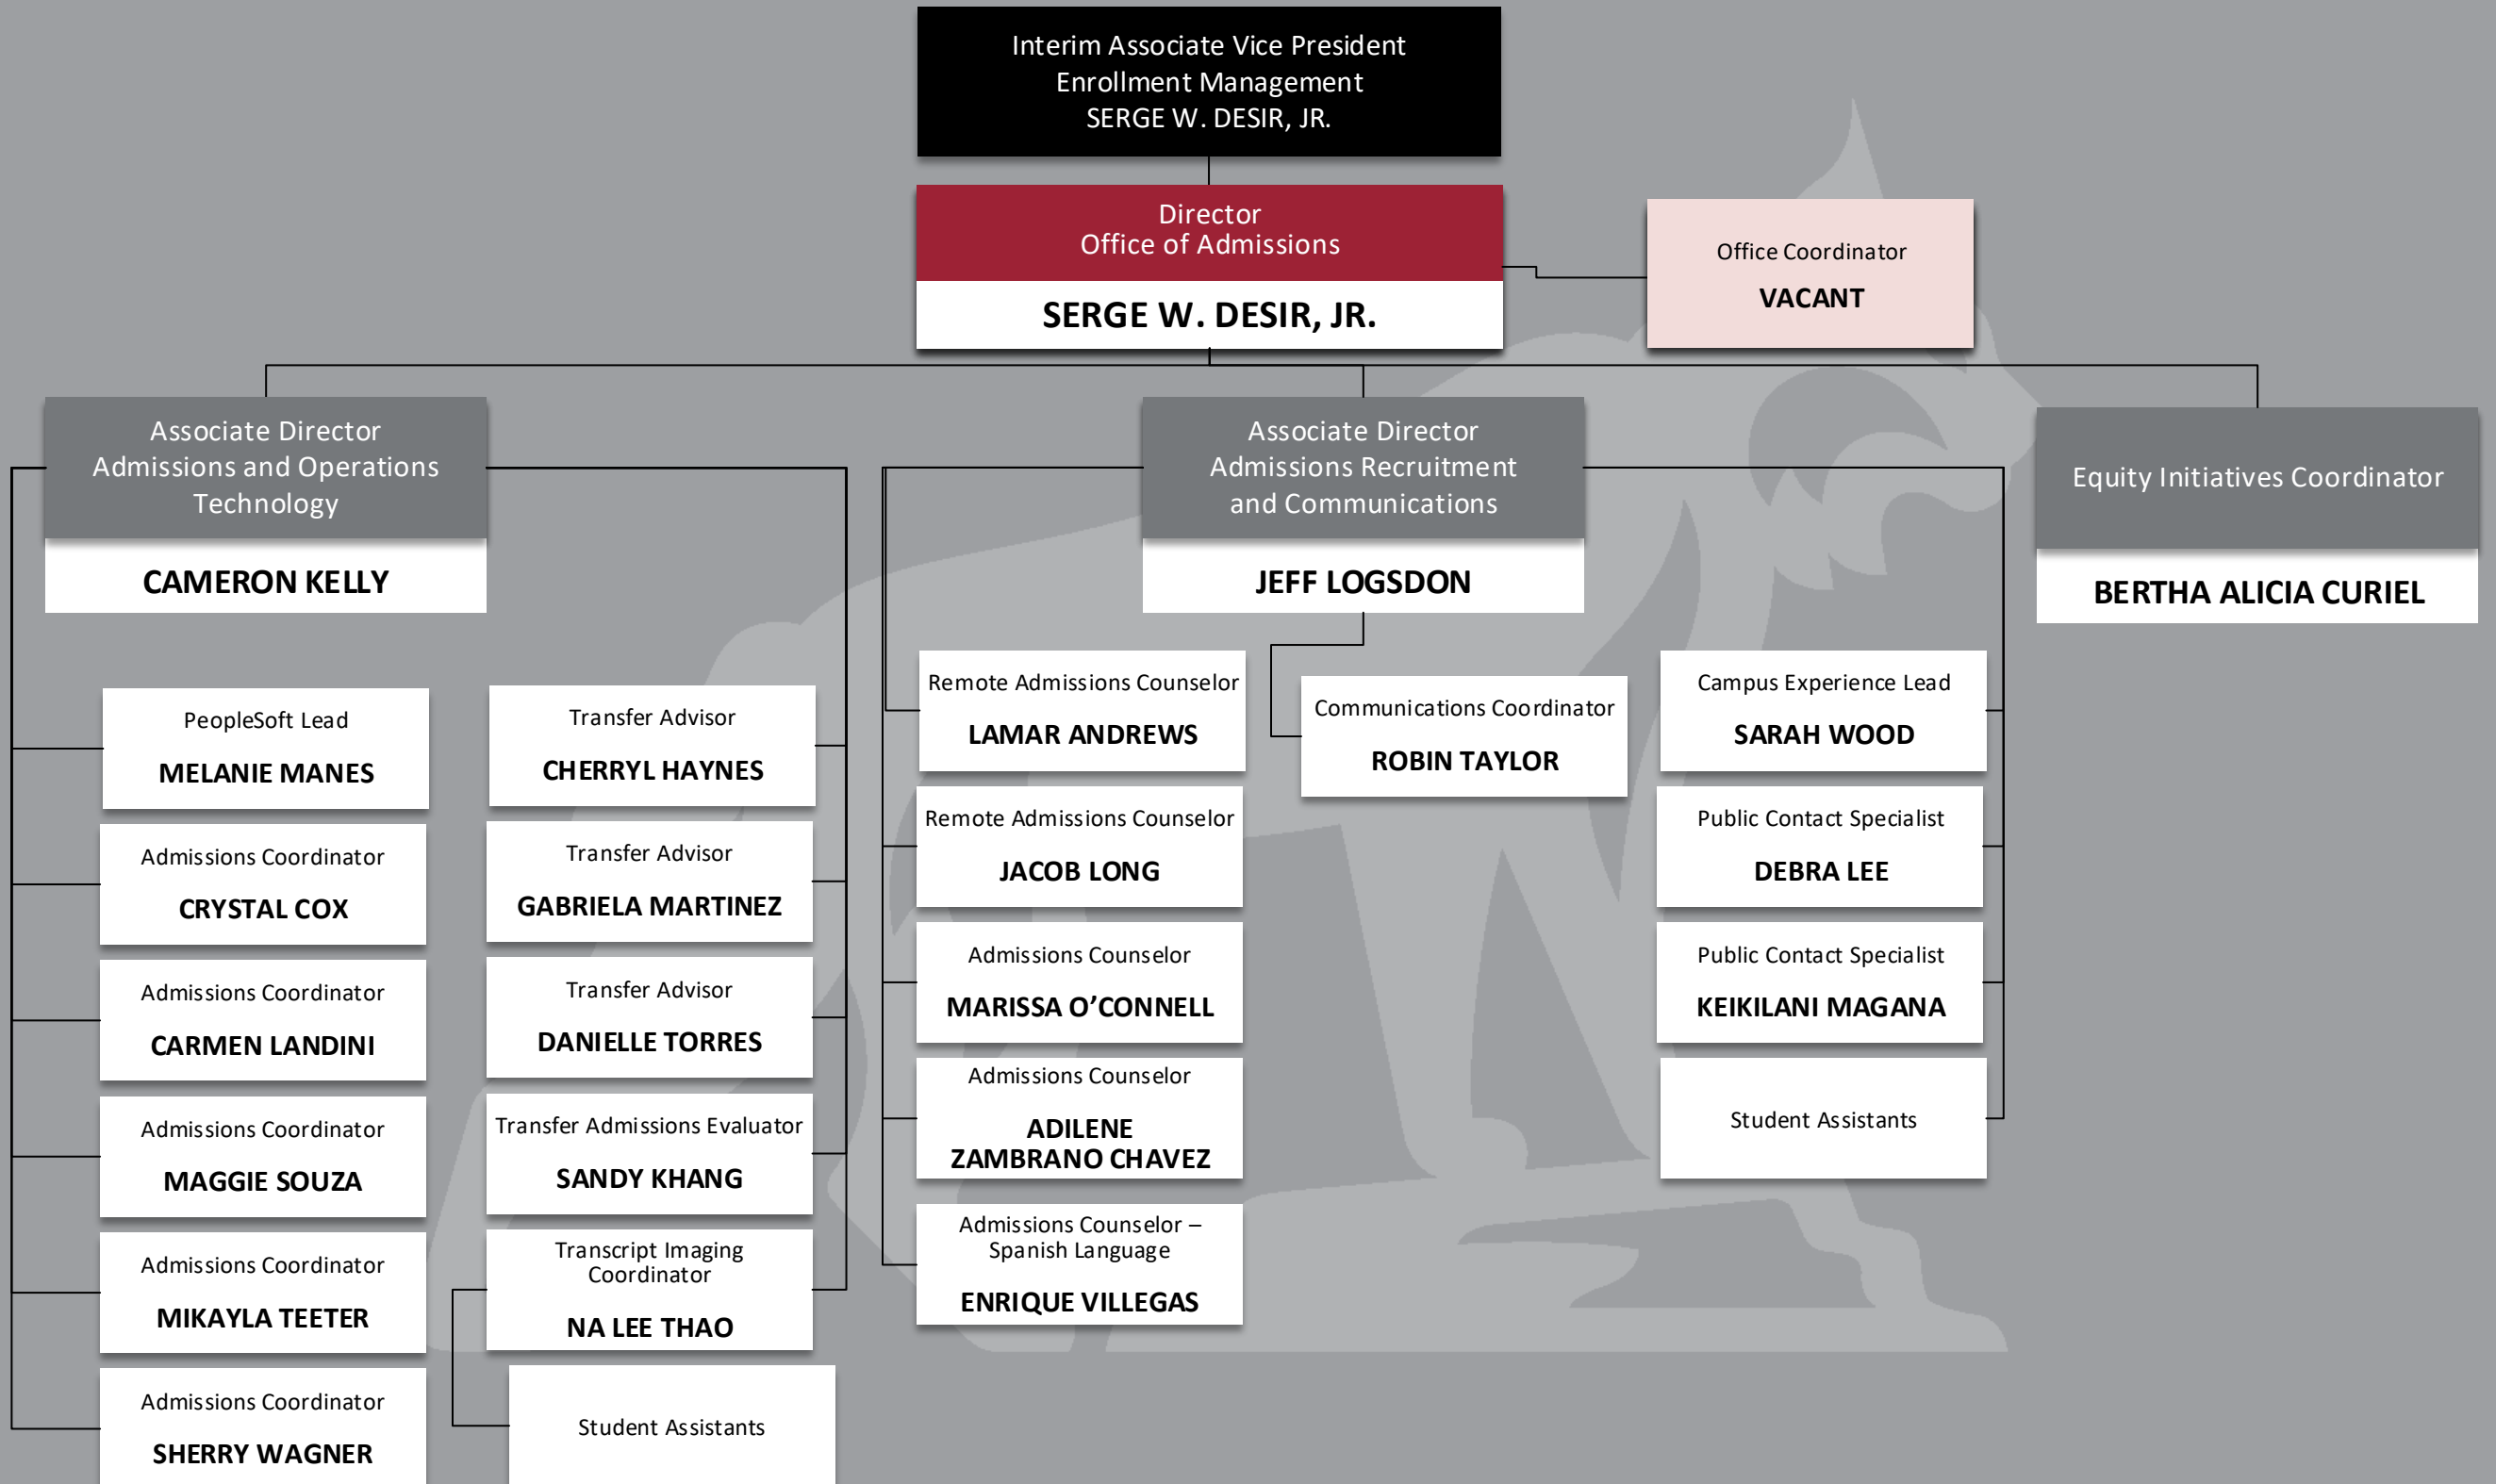 Interim Associate Vice President
Enrollment Management
SERGE W. DESIR, JR.
Director
Office of Admissions
SERGE W. DESIR, JR.
Office Coordinator
VACANT
Associate Director
Admissions and Operations
Technology
CAMERON KELLY
Associate Director
Admissions Recruitment
and Communications
JEFF LOGSDON
Equity Initiatives Coordinator
BERTHA ALICIA CURIEL
PeopleSoft Lead
MELANIE MANES
Admissions Coordinator
CRYSTAL COX
Admissions Coordinator
CARMEN LANDINI
Admissions Coordinator
MAGGIE SOUZA
Admissions Coordinator
MIKAYLA TEETER
Admissions Coordinator
SHERRY WAGNER
Transfer Advisor
CHERRYL HAYNES
Transfer Advisor
GABRIELA MARTINEZ
Transfer Advisor
DANIELLE TORRES
Transfer Admissions Evaluator
SANDY KHANG
Transcript Imaging
Coordinator
NA LEE THAO
Student Assistants
Remote Admissions Counselor
LAMAR ANDREWS
Remote Admissions Counselor
JACOB LONG
Admissions Counselor
MARISSA O’CONNELL
Admissions Counselor
ADILENE
ZAMBRANO CHAVEZ
Admissions Counselor –
Spanish Language
ENRIQUE VILLEGAS
Communications Coordinator
ROBIN TAYLOR
Campus Experience Lead
SARAH WOOD
Public Contact Specialist
DEBRA LEE
Public Contact Specialist
KEIKILANI MAGANA
Student Assistants